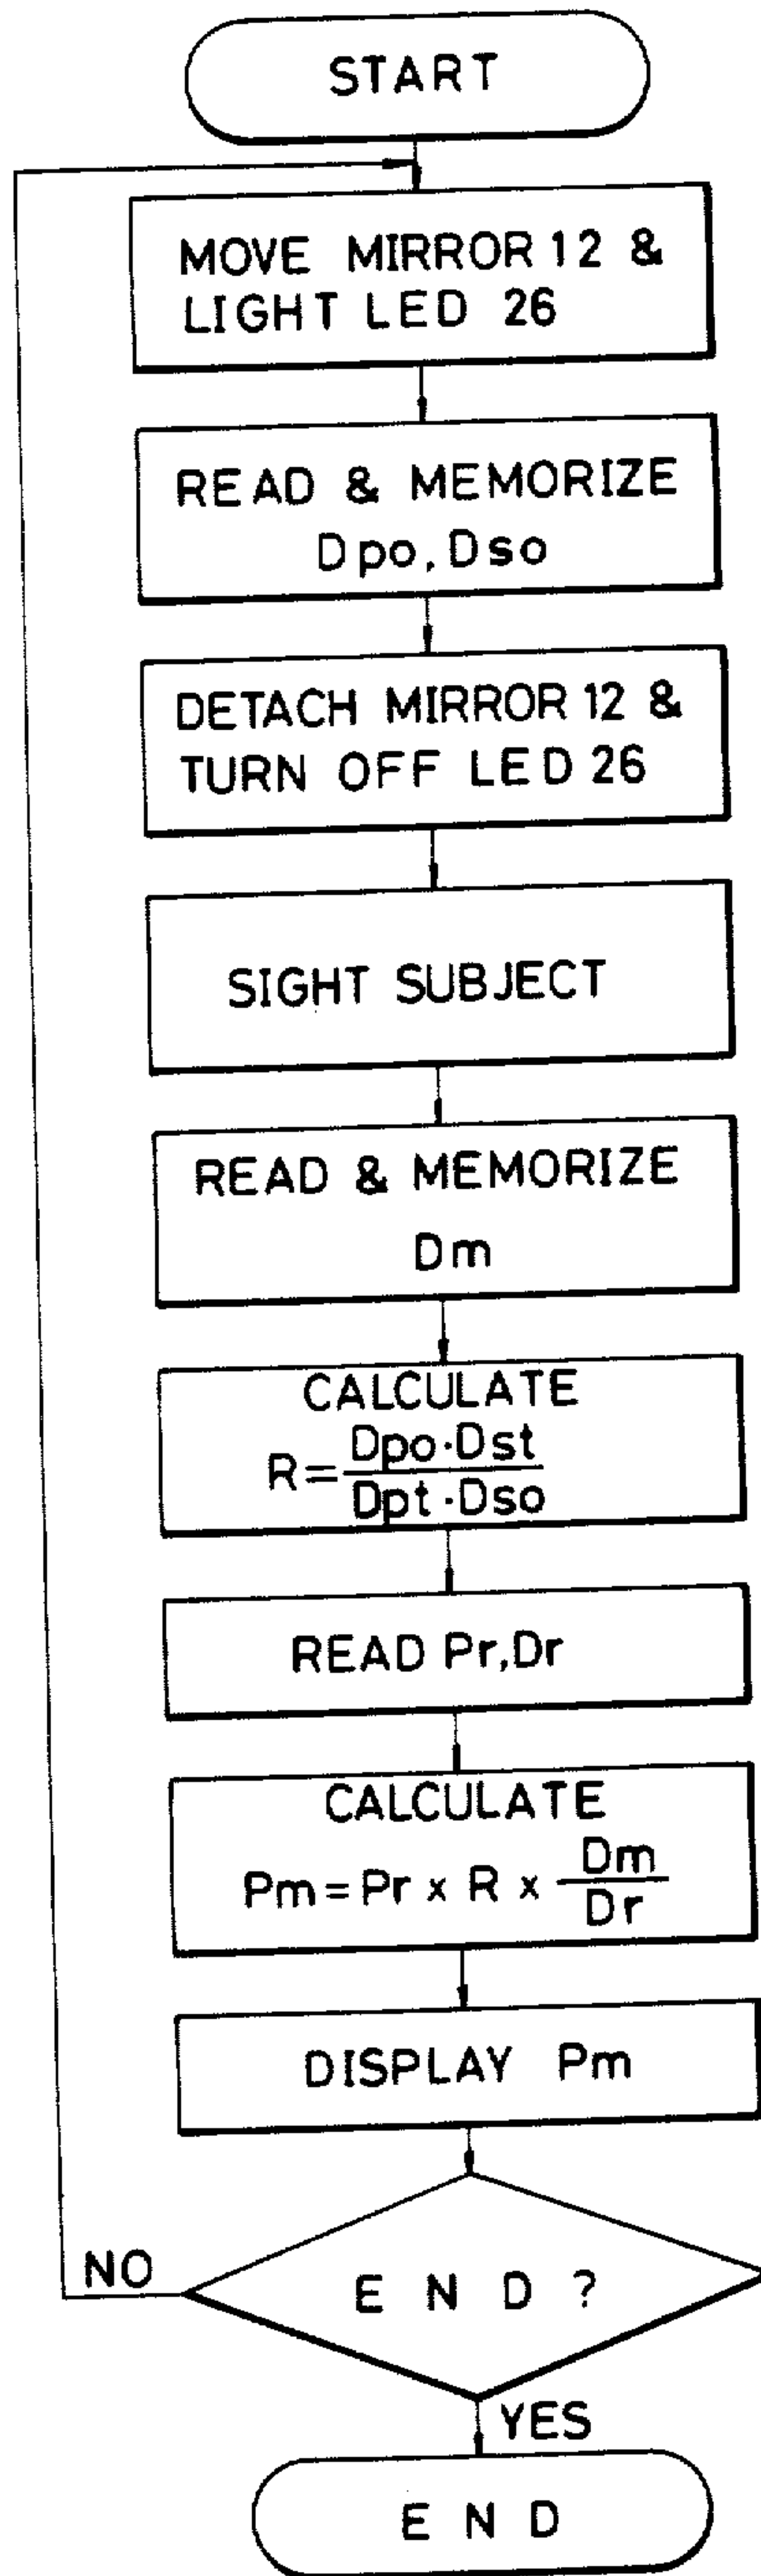 START
MOVE MIRROR 12 &
LIGHT LED 26
READ & MEMORIZE
Dpo, Dso
DETACH MIRROR 12 &
TURN OFF LED 26
SIGHT SUBJECT
READ & MEMORIZE
Dm
CALCULATE
R = Dpo·Dst / Dpt·Dso
READ Pr, Dr
CALCULATE
Pm = Pr x R x Dm / Dr
DISPLAY Pm
END?
NO
YES
END